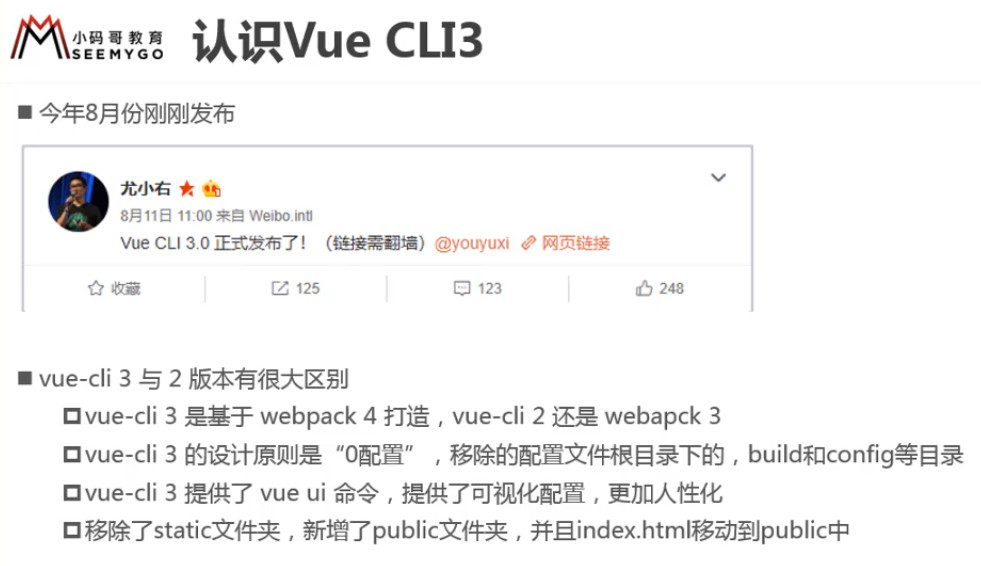 小码哥教育
SEEMYGO
认识Vue CLI3
今年8月份刚刚发布
尤小右
8月11日 11:00 来自 Weibo.intl
Vue CLI 3.0 正式发布了！（链接需翻墙）@youyuxi 网页链接
收藏 125 123 248
vue-cli 3 与 2 版本有很大区别
vue-cli 3 是基于 webpack 4 打造，vue-cli 2 还是 webapck 3
vue-cli 3 的设计原则是“0配置”，移除的配置文件根目录下的，build和config等目录
vue-cli 3 提供了 vue ui 命令，提供了可视化配置，更加人性化
移除了static文件夹，新增了public文件夹，并且index.html移动到public中